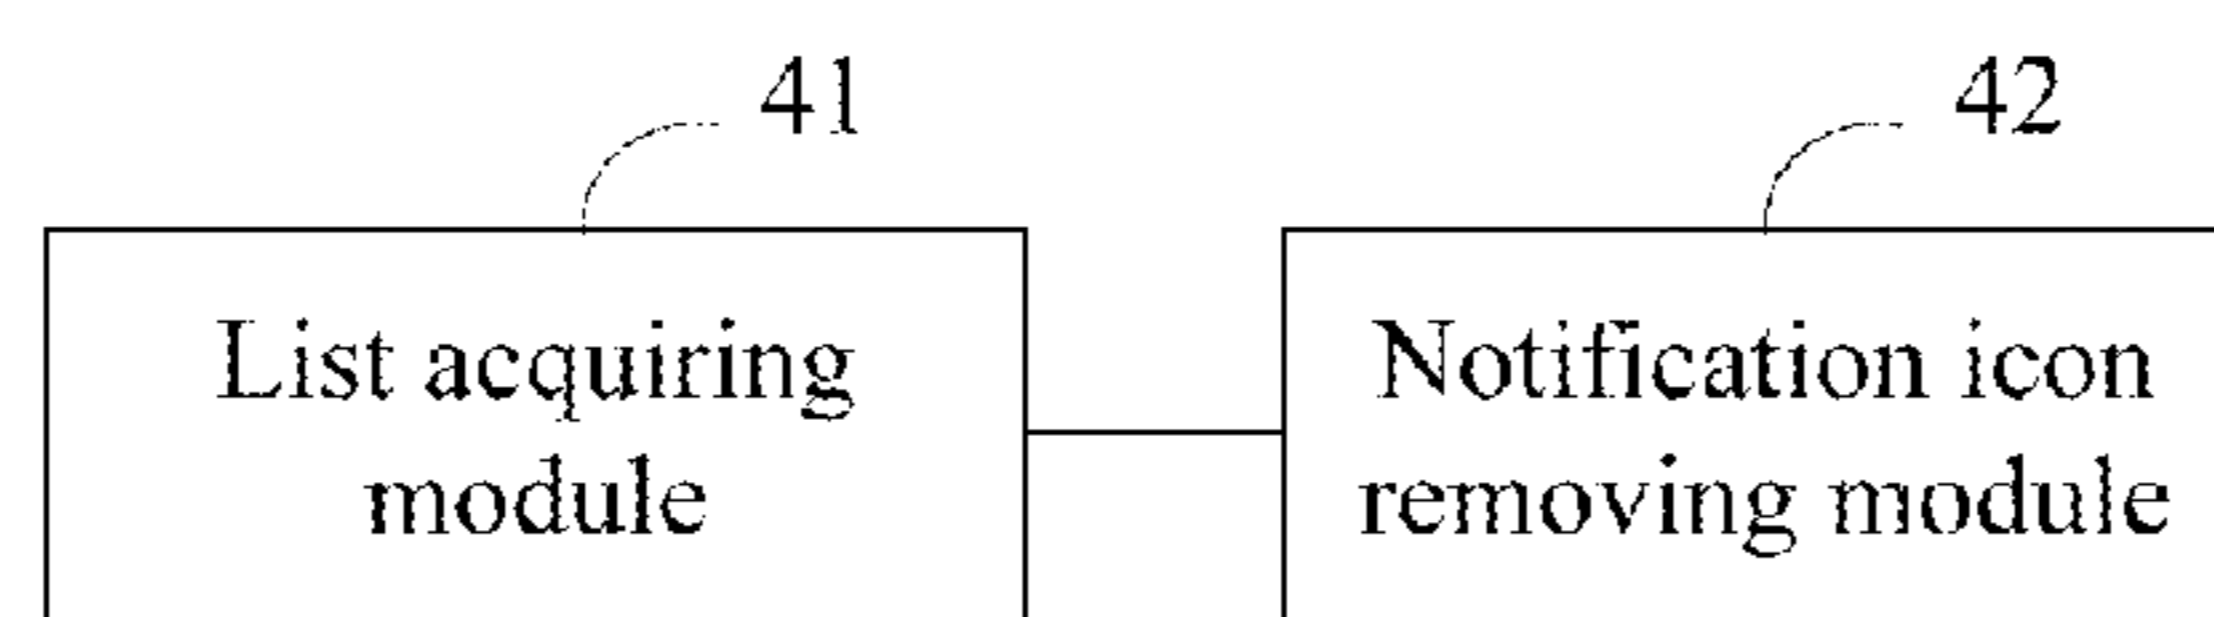 41
42
List acquiring
module
Notification icon
removing module